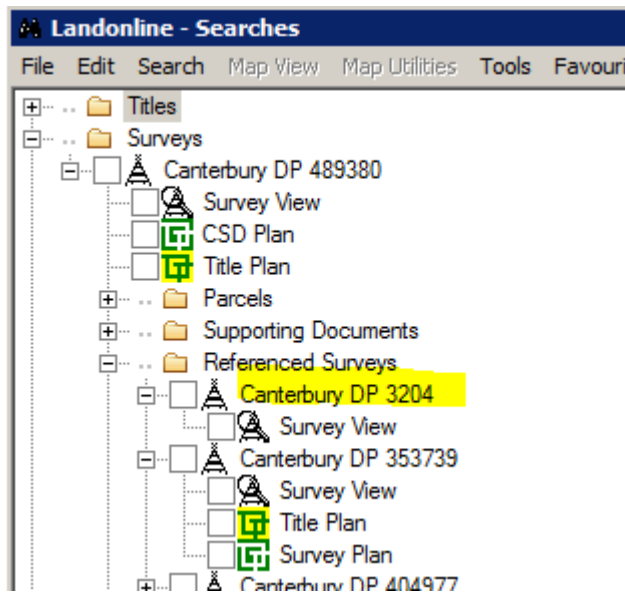 Landonline - Searches
File Edit Search Map View Map Utilities Tools Favouri
Titles
Surveys
Canterbury DP 489380
Survey View
CSD Plan
Title Plan
Parcels
Supporting Documents
Referenced Surveys
Canterbury DP 3204
Survey View
Canterbury DP 353739
Survey View
Title Plan
Survey Plan
Canterbury DP 404977